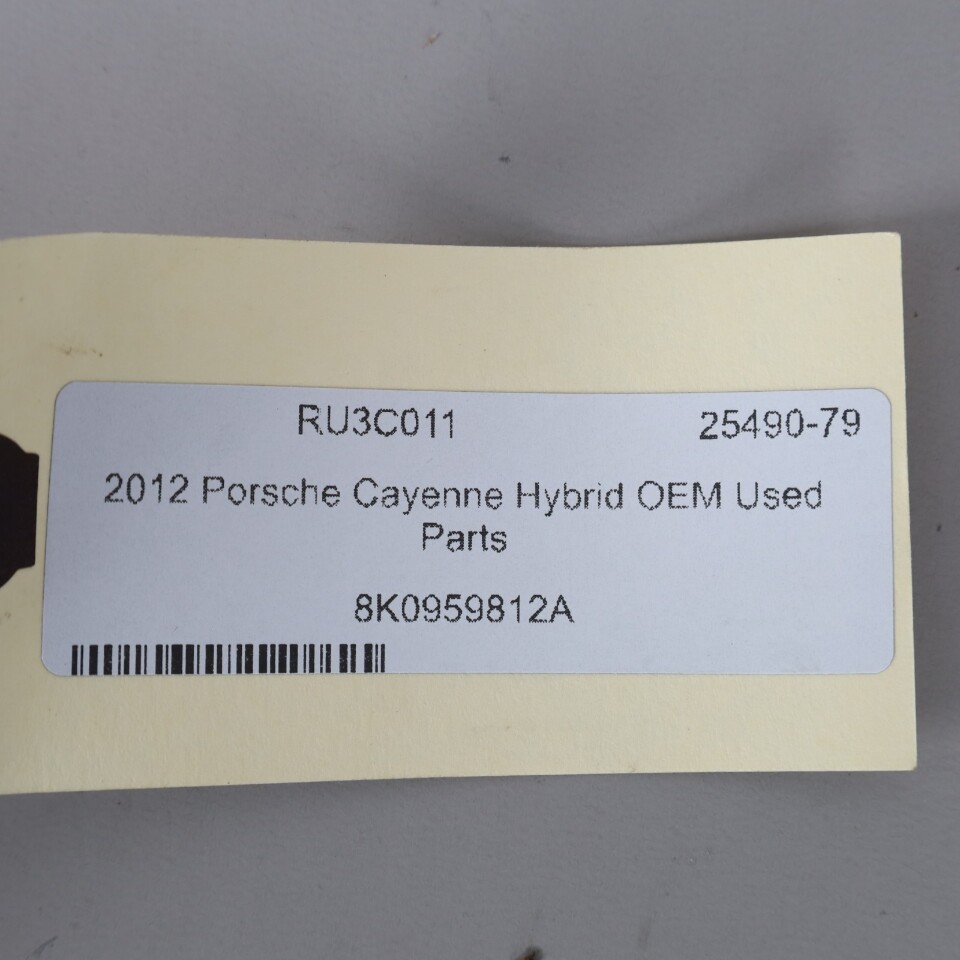 RU3C011 25490-79
2012 Porsche Cayenne Hybrid OEM Used
Parts
8K0959812A